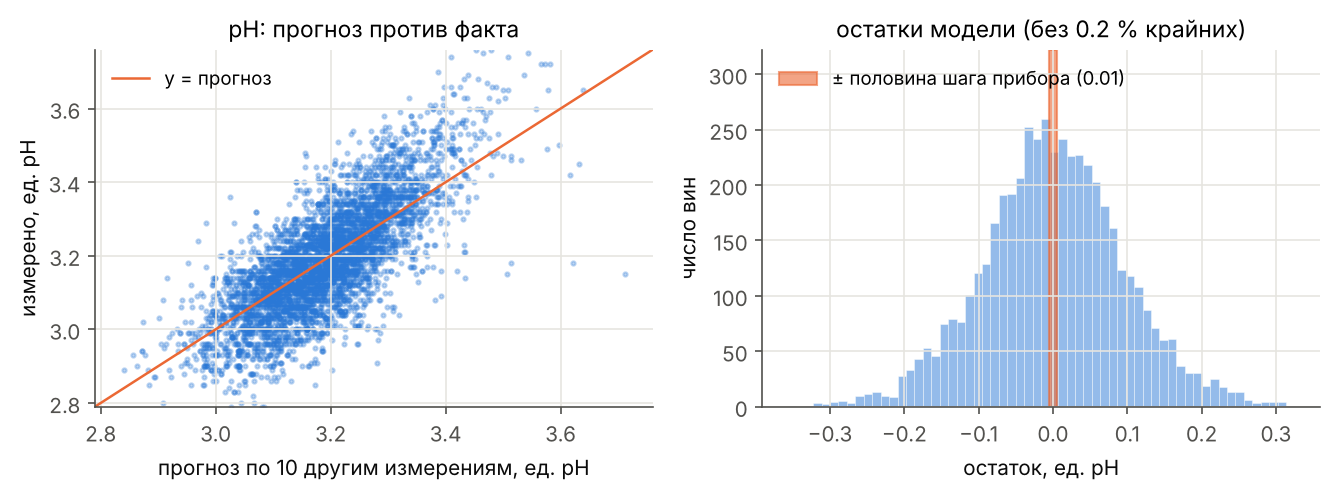 pH: прогноз против факта
y = прогноз
измерено, ед. pH
3.6
3.4
3.2
3.0
2.8
2.8 3.0 3.2 3.4 3.6
прогноз по 10 другим измерениям, ед. pH
остатки модели (без 0.2 % крайних)
± половина шага прибора (0.01)
число вин
300
250
200
150
100
50
0
−0.3 −0.2 −0.1 0.0 0.1 0.2 0.3
остаток, ед. pH